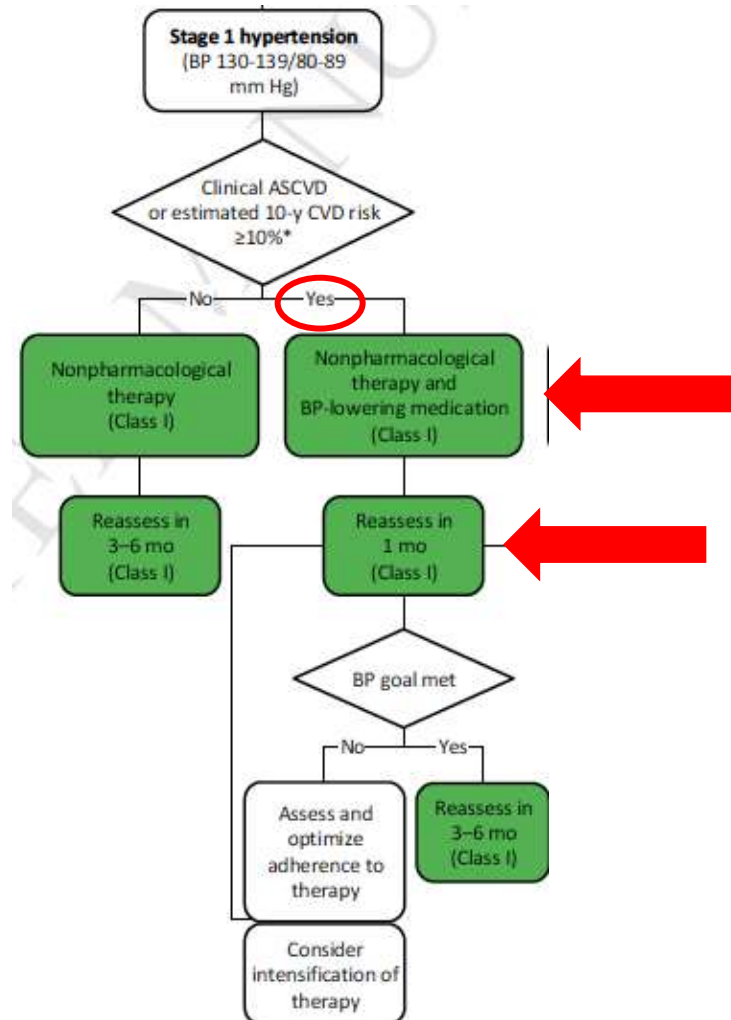 Stage 1 hypertension
(BP 130-139/80-89
mm Hg)
Clinical ASCVD
or estimated 10-y CVD risk
≥10%*
No
Yes
Nonpharmacological
therapy
(Class I)
Nonpharmacological
therapy and
BP-lowering medication
(Class I)
Reassess in
3–6 mo
(Class I)
Reassess in
1 mo
(Class I)
BP goal met
No
Yes
Assess and
optimize
adherence to
therapy
Reassess in
3–6 mo
(Class I)
Consider
intensification of
therapy